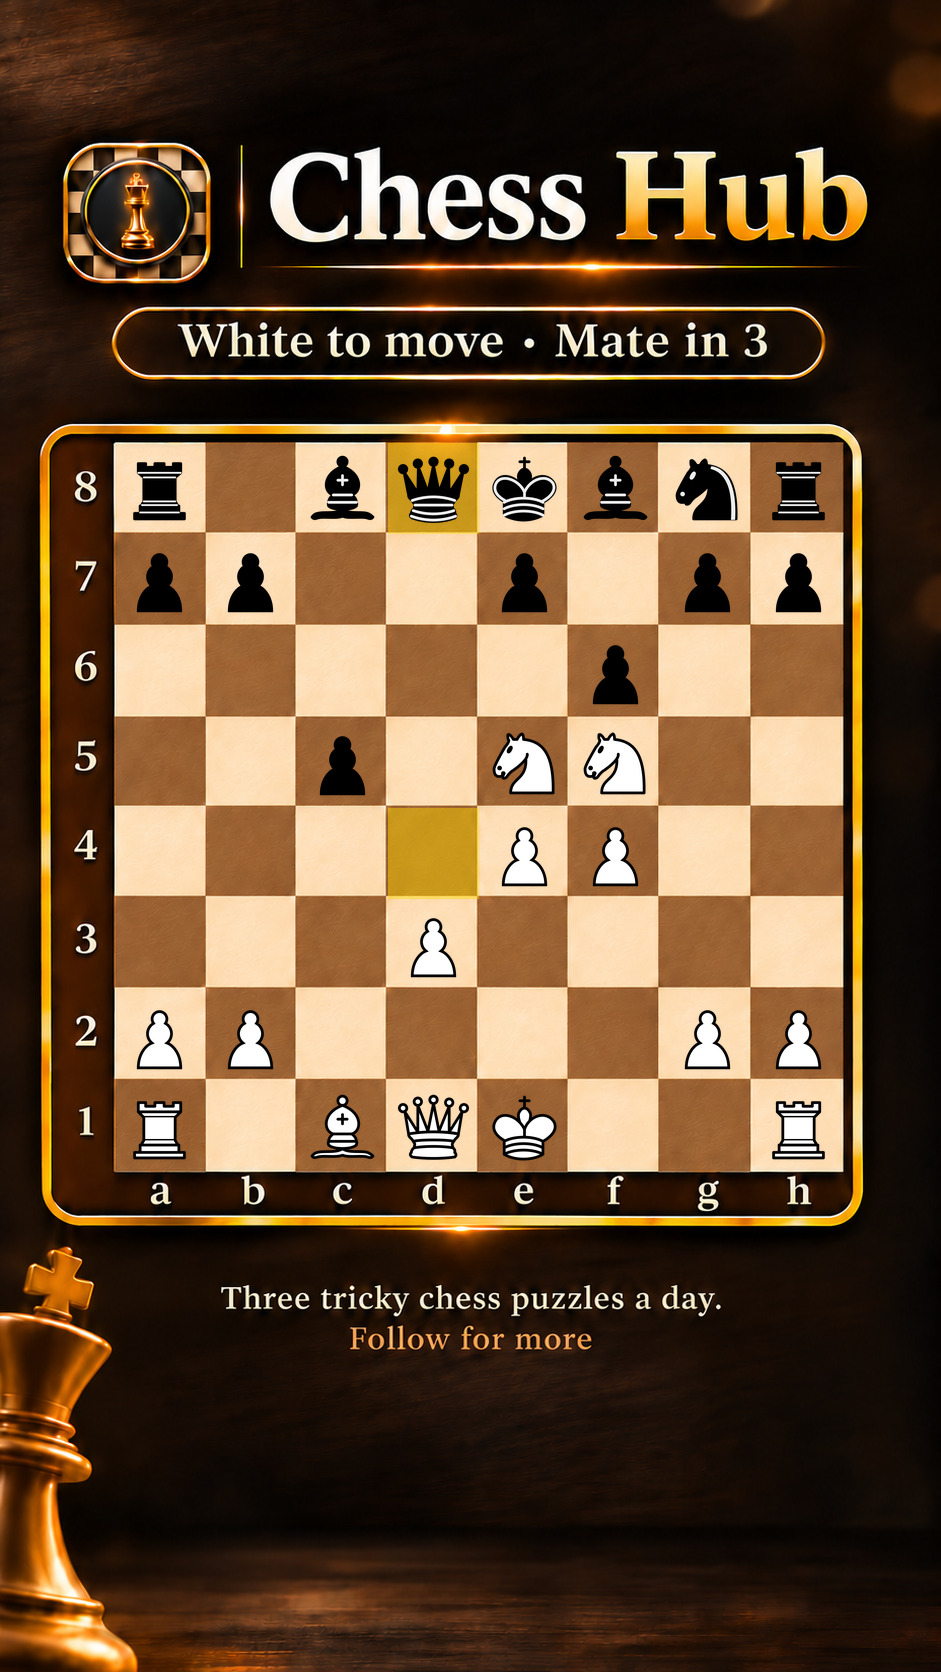 Chess Hub
White to move • Mate in 3
8
7
6
5
4
3
2
1
a b c d e f g h
Three tricky chess puzzles a day.
Follow for more